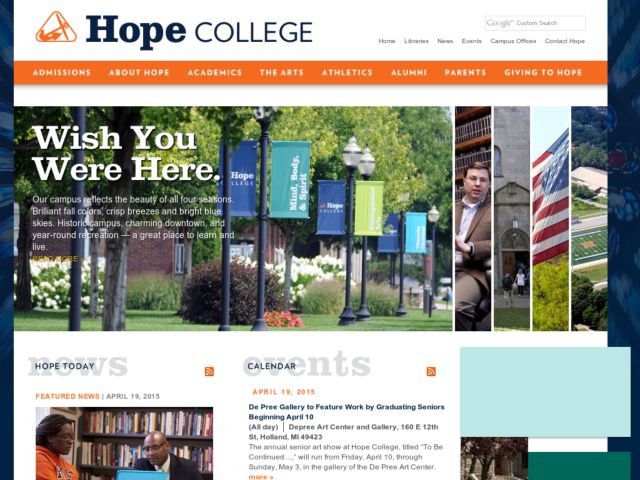 Hope COLLEGE
Google™ Custom Search
Home Libraries News Events Campus Offices Contact Hope
ADMISSIONS ABOUT HOPE ACADEMICS THE ARTS ATHLETICS ALUMNI PARENTS GIVING TO HOPE
Wish You
Were Here.
Our campus reflects the beauty of all four seasons.
Brilliant fall colors, crisp breezes and bright blue
skies. Historic campus, charming downtown, and
year-round recreation — a great place to learn and
live.
READ MORE »
Hope
COLLEGE
Mind, Body,
& Spirit
Hope
COLLEGE
news
HOPE TODAY
FEATURED NEWS | APRIL 19, 2015
events
CALENDAR
APRIL 19, 2015
De Pree Gallery to Feature Work by Graduating Seniors
Beginning April 10
(All day) | Depree Art Center and Gallery, 160 E 12th
St, Holland, MI 49423
The annual senior art show at Hope College, titled "To Be
Continued…," will run from Friday, April 10, through
Sunday, May 3, in the gallery of the De Pree Art Center.
more »